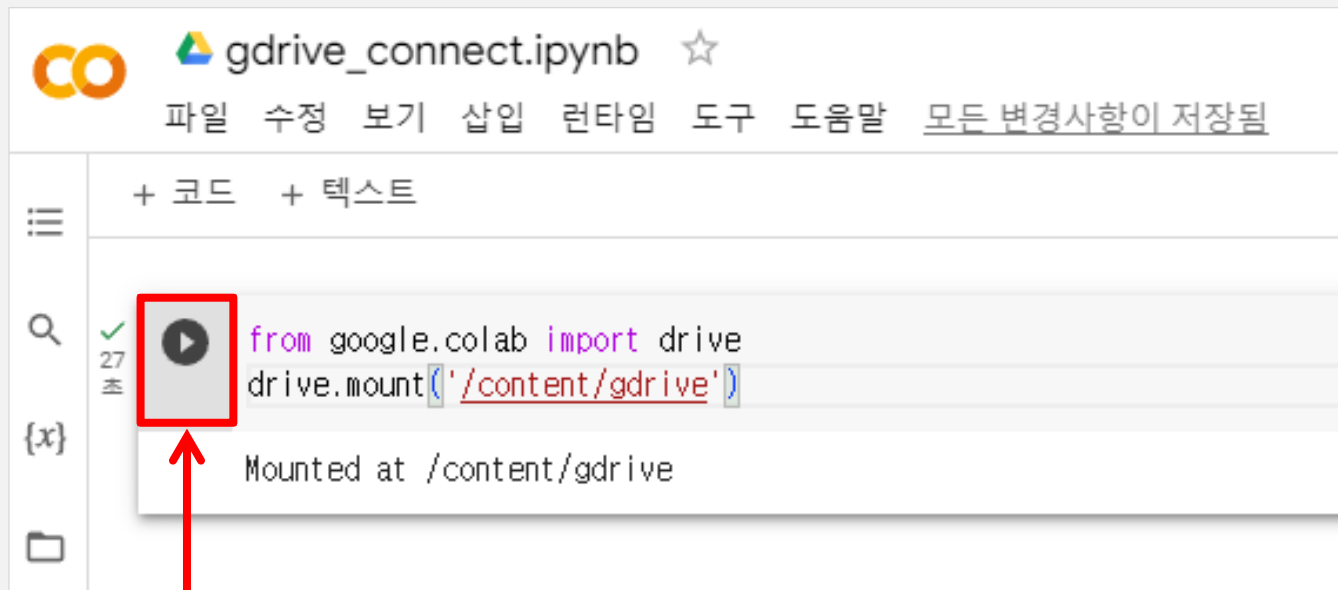 gdrive_connect.ipynb
파일 수정 보기 삽입 런타임 도구 도움말 모든 변경사항이 저장됨
+ 코드 + 텍스트
27
초
from google.colab import drive
drive.mount('/content/gdrive')
{x}
Mounted at /content/gdrive